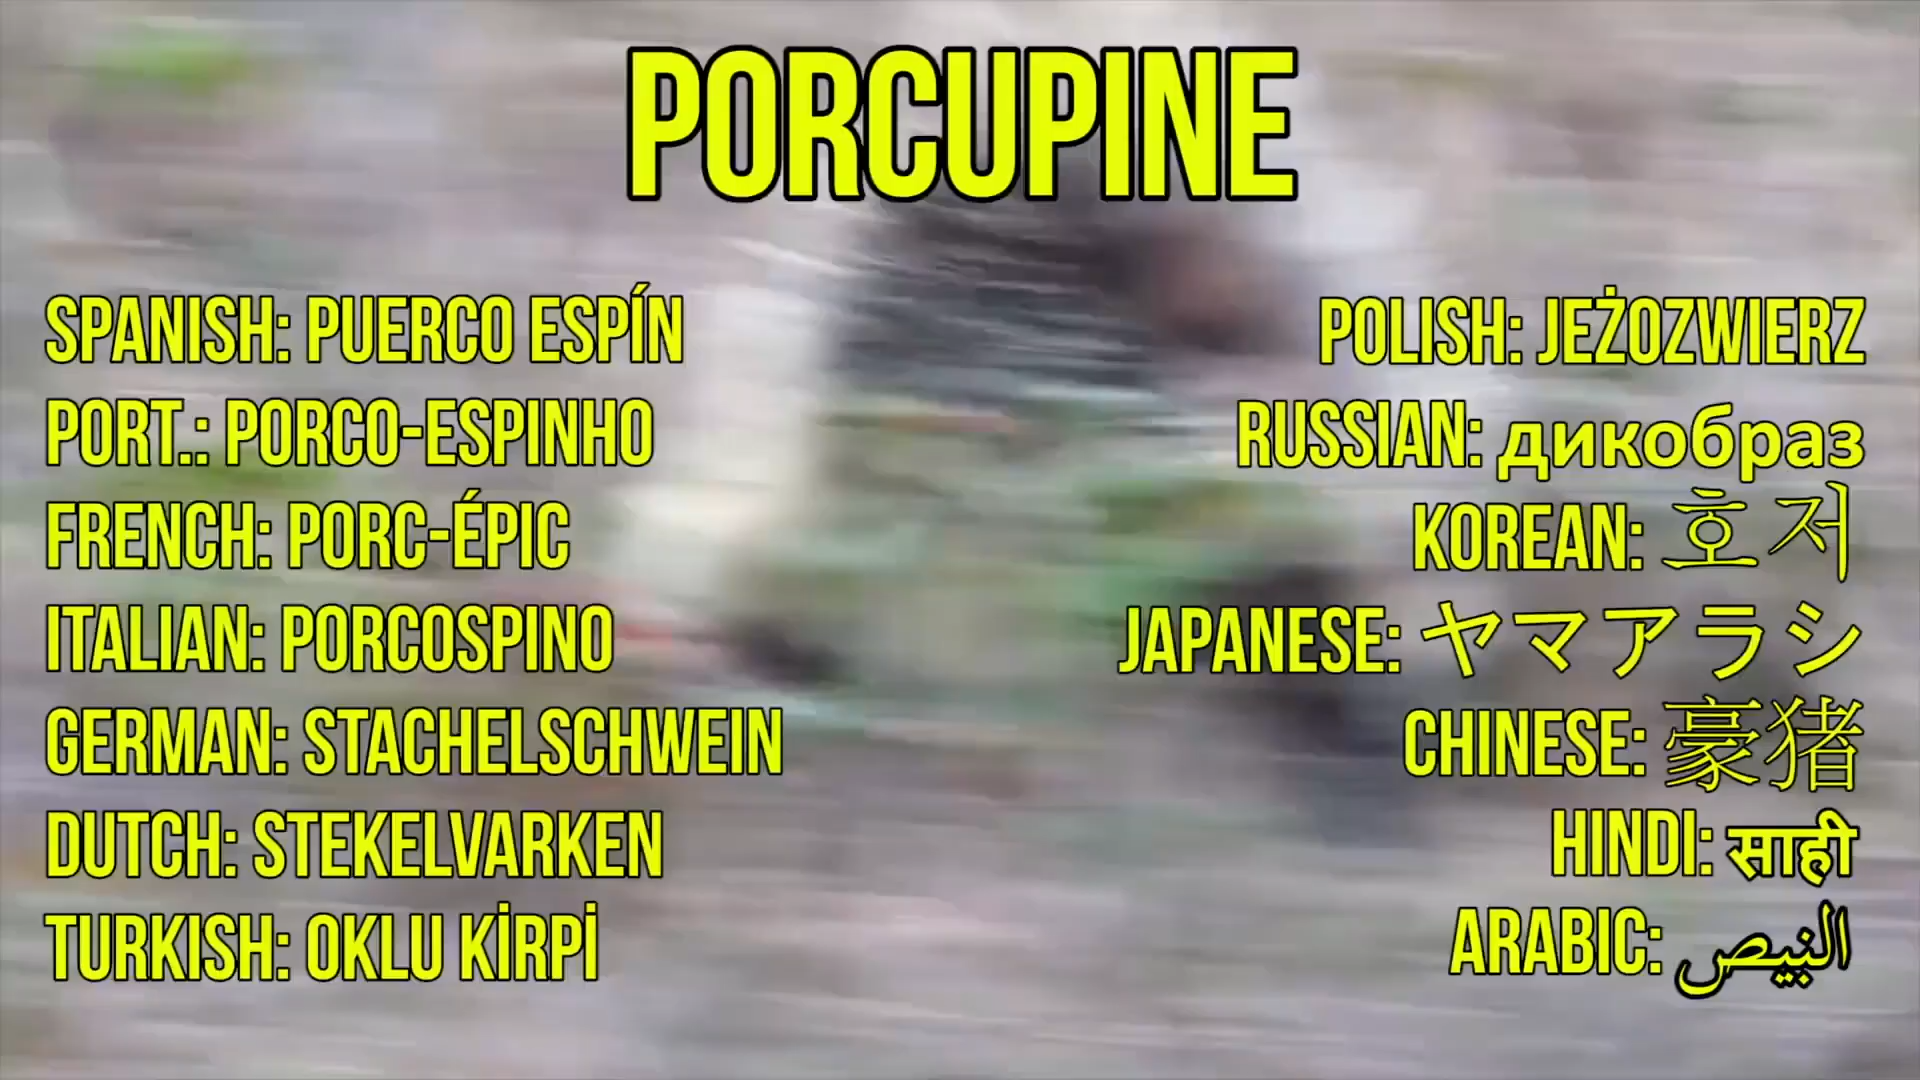 PORCUPINE
SPANISH: PUERCO ESPÍN
PORT.: PORCO-ESPINHO
FRENCH: PORC-ÉPIC
ITALIAN: PORCOSPINO
GERMAN: STACHELSCHWEIN
DUTCH: STEKELVARKEN
TURKISH: OKLU KİRPİ
POLISH: JEŻOZWIERZ
RUSSIAN: дикобраз
KOREAN: 호저
JAPANESE: ヤマアラシ
CHINESE: 豪猪
HINDI: साही
ARABIC: النيص